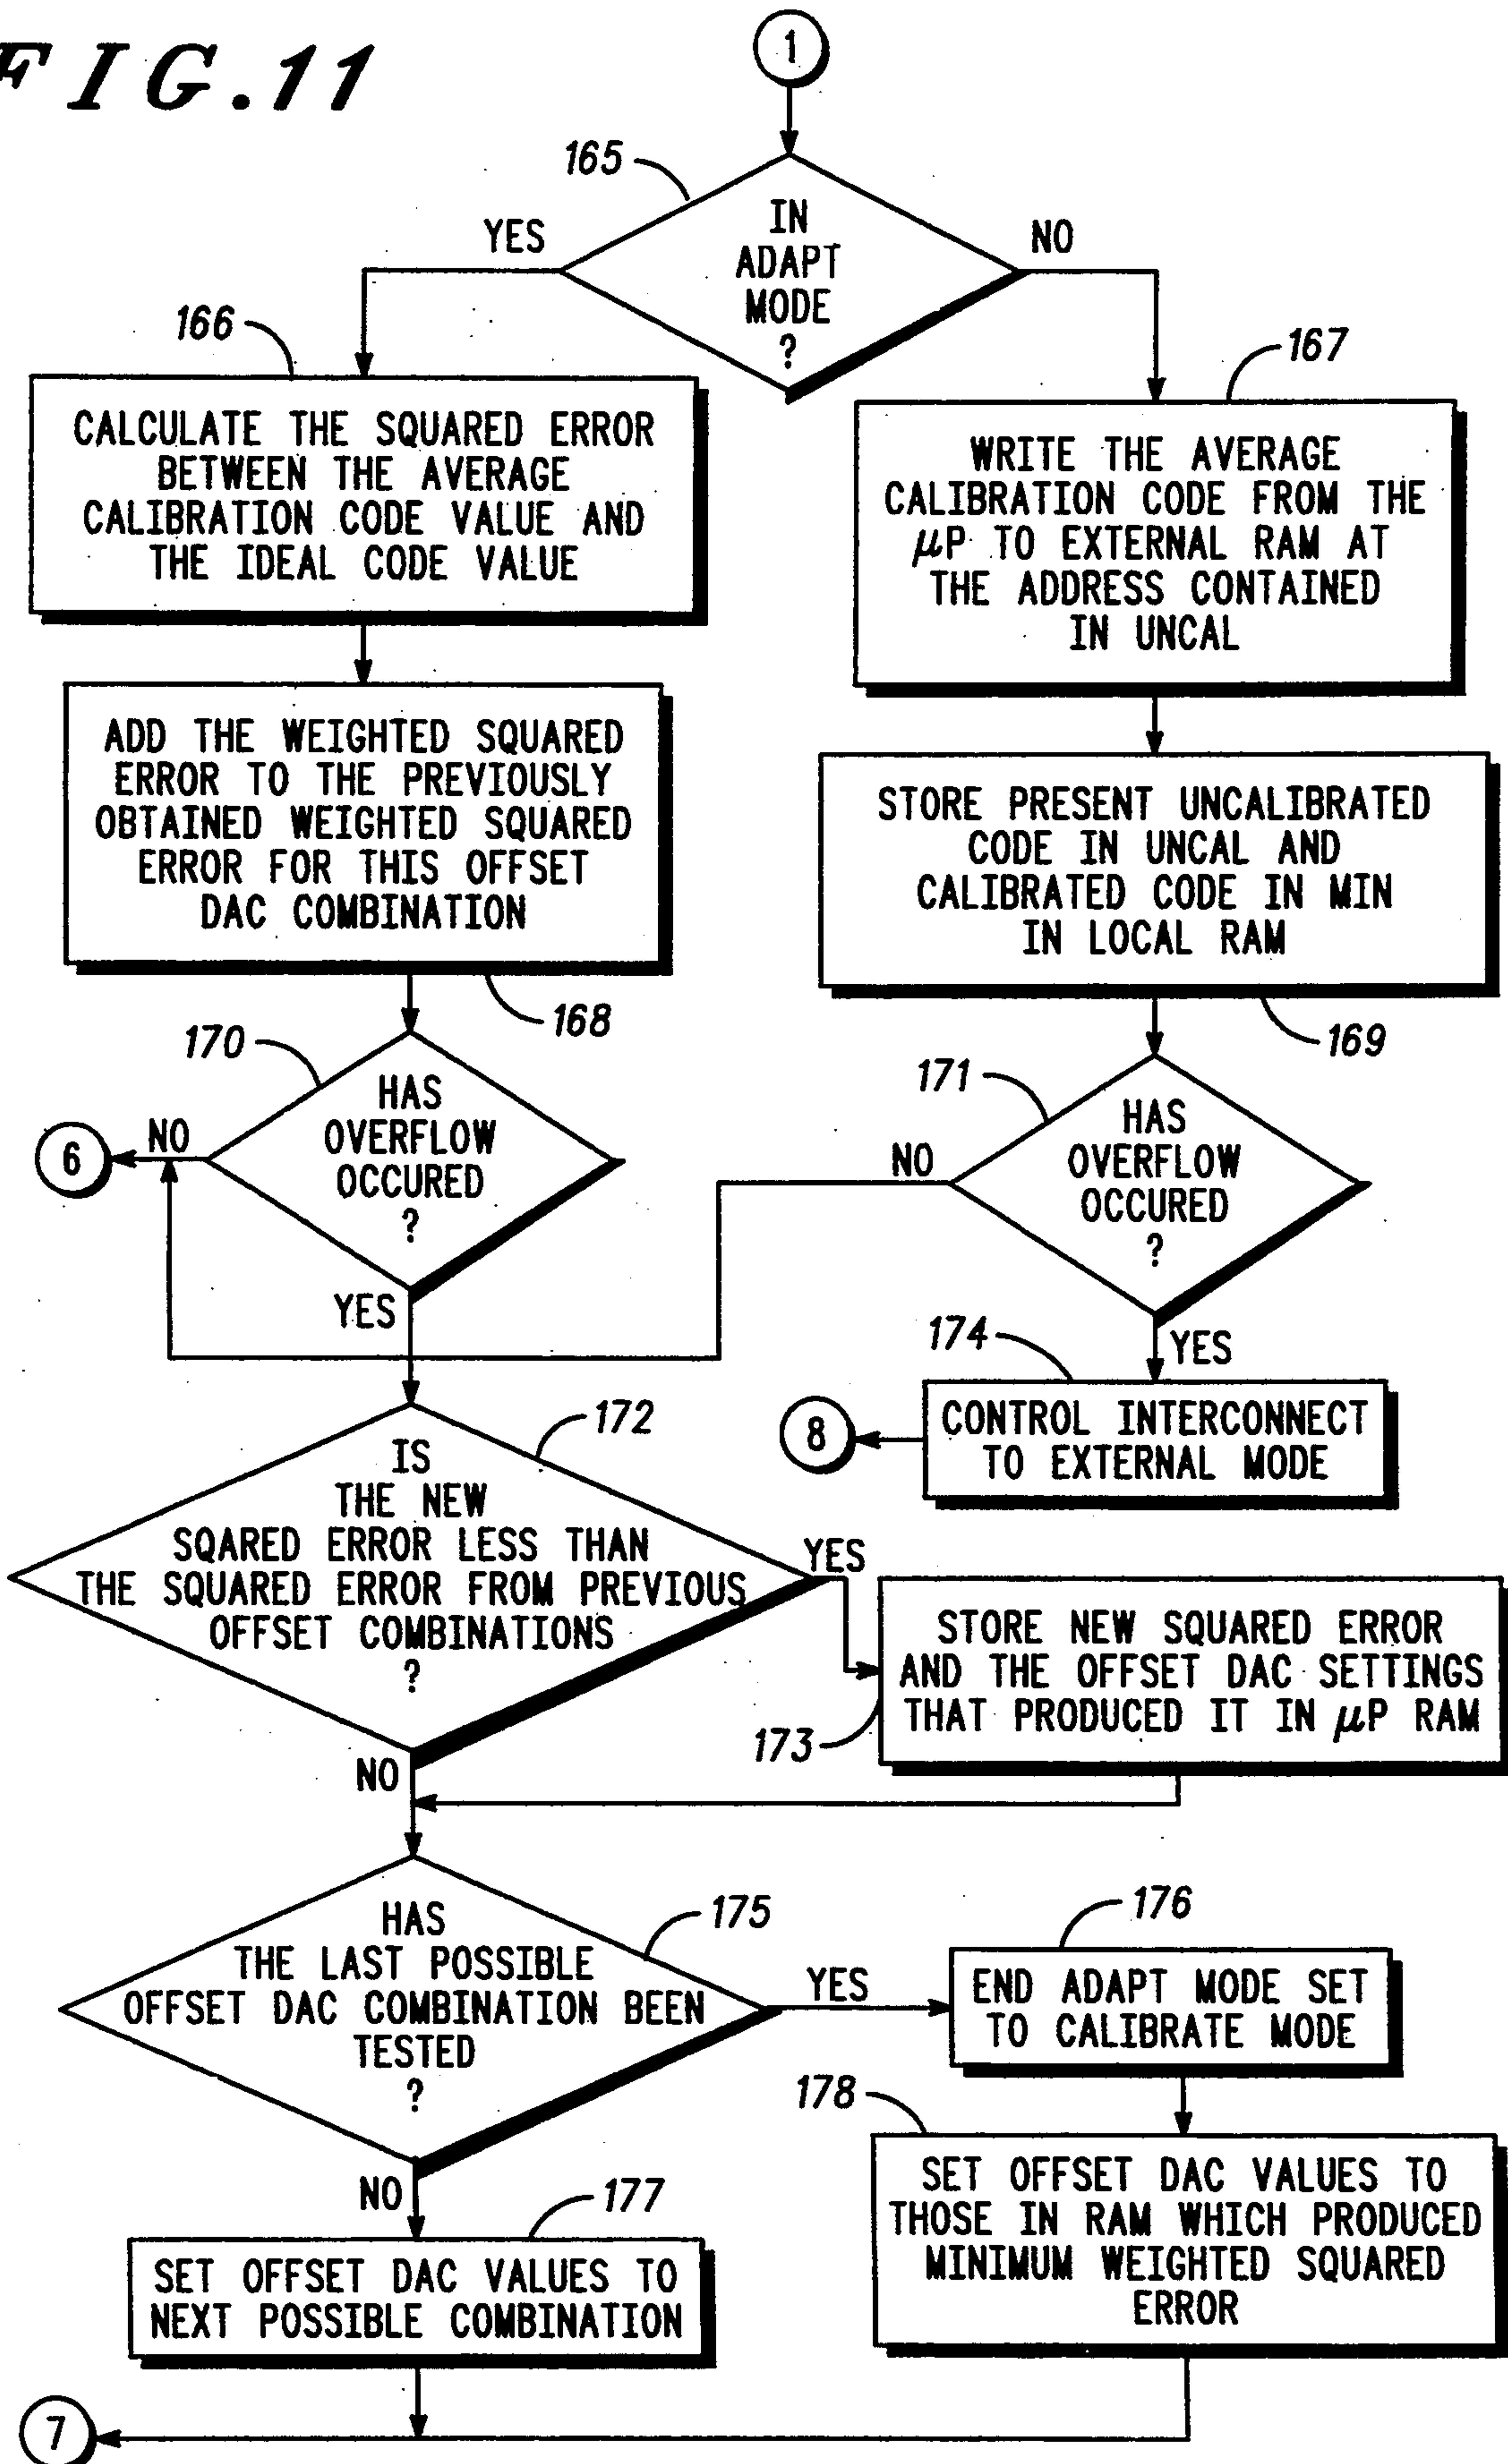 FIG.11
1
165
IN
ADAPT
MODE
?
YES
NO
166
CALCULATE THE SQUARED ERROR
BETWEEN THE AVERAGE
CALIBRATION CODE VALUE AND
THE IDEAL CODE VALUE
167
WRITE THE AVERAGE
CALIBRATION CODE FROM THE
μP TO EXTERNAL RAM AT
THE ADDRESS CONTAINED
IN UNCAL
ADD THE WEIGHTED SQUARED
ERROR TO THE PREVIOUSLY
OBTAINED WEIGHTED SQUARED
ERROR FOR THIS OFFSET
DAC COMBINATION
168
STORE PRESENT UNCALIBRATED
CODE IN UNCAL AND
CALIBRATED CODE IN MIN
IN LOCAL RAM
169
170
HAS
OVERFLOW
OCCURED
?
NO
6
YES
171
HAS
OVERFLOW
OCCURED
?
NO
YES
174
CONTROL INTERCONNECT
TO EXTERNAL MODE
8
172
IS
THE NEW
SQARED ERROR LESS THAN
THE SQUARED ERROR FROM PREVIOUS
OFFSET COMBINATIONS
?
YES
NO
STORE NEW SQUARED ERROR
AND THE OFFSET DAC SETTINGS
THAT PRODUCED IT IN μP RAM
173
175
HAS
THE LAST POSSIBLE
OFFSET DAC COMBINATION BEEN
TESTED
?
YES
NO
176
END ADAPT MODE SET
TO CALIBRATE MODE
178
SET OFFSET DAC VALUES TO
THOSE IN RAM WHICH PRODUCED
MINIMUM WEIGHTED SQUARED
ERROR
177
SET OFFSET DAC VALUES TO
NEXT POSSIBLE COMBINATION
7